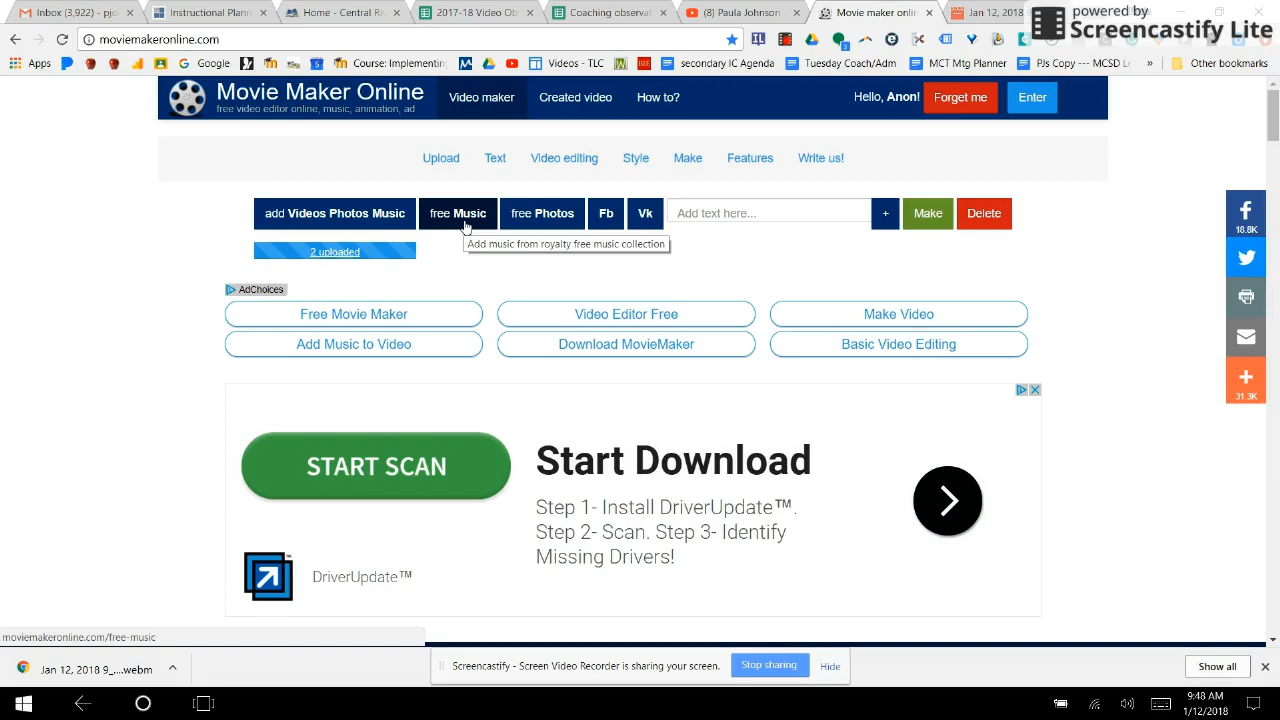 Inbox (3,922) - pjo
Instructional Planni
Home - Central Ro
2017-18 Video Obs
Coaching observat
(8) Paula Johnson
Movie maker onlin
Jan 12, 2018
powered by
Screencastify Lite
moviemakeronline.com
Apps
Google
Course: Implementing
Videos - TLC
secondary IC Agenda
Tuesday Comm/Adm
MCT Mtg Planner
PJs Copy --- MCSD L
»
Other bookmarks
Movie Maker Online
free video editor online, music, animation, ad
Video maker
Created video
How to?
Hello, Anon!
Forget me
Enter
Upload
Text
Video editing
Style
Make
Features
Write us!
add Videos Photos Music
free Music
free Photos
Fb
Vk
Add text here...
+
Make
Delete
Add music from royalty free music collection
2 uploaded
18.8K
AdChoices
Free Movie Maker
Video Editor Free
Make Video
Add Music to Video
Download MovieMaker
Basic Video Editing
31.3K
START SCAN
Start Download
Step 1- Install DriverUpdate™.
Step 2- Scan. Step 3- Identify
Missing Drivers!
DriverUpdate™
moviemakeronline.com/free-music
Jan 12, 2018 9_....webm
Screencastify - Screen Video Recorder is sharing your screen.
Stop sharing
Hide
Show all
9:48 AM
1/12/2018